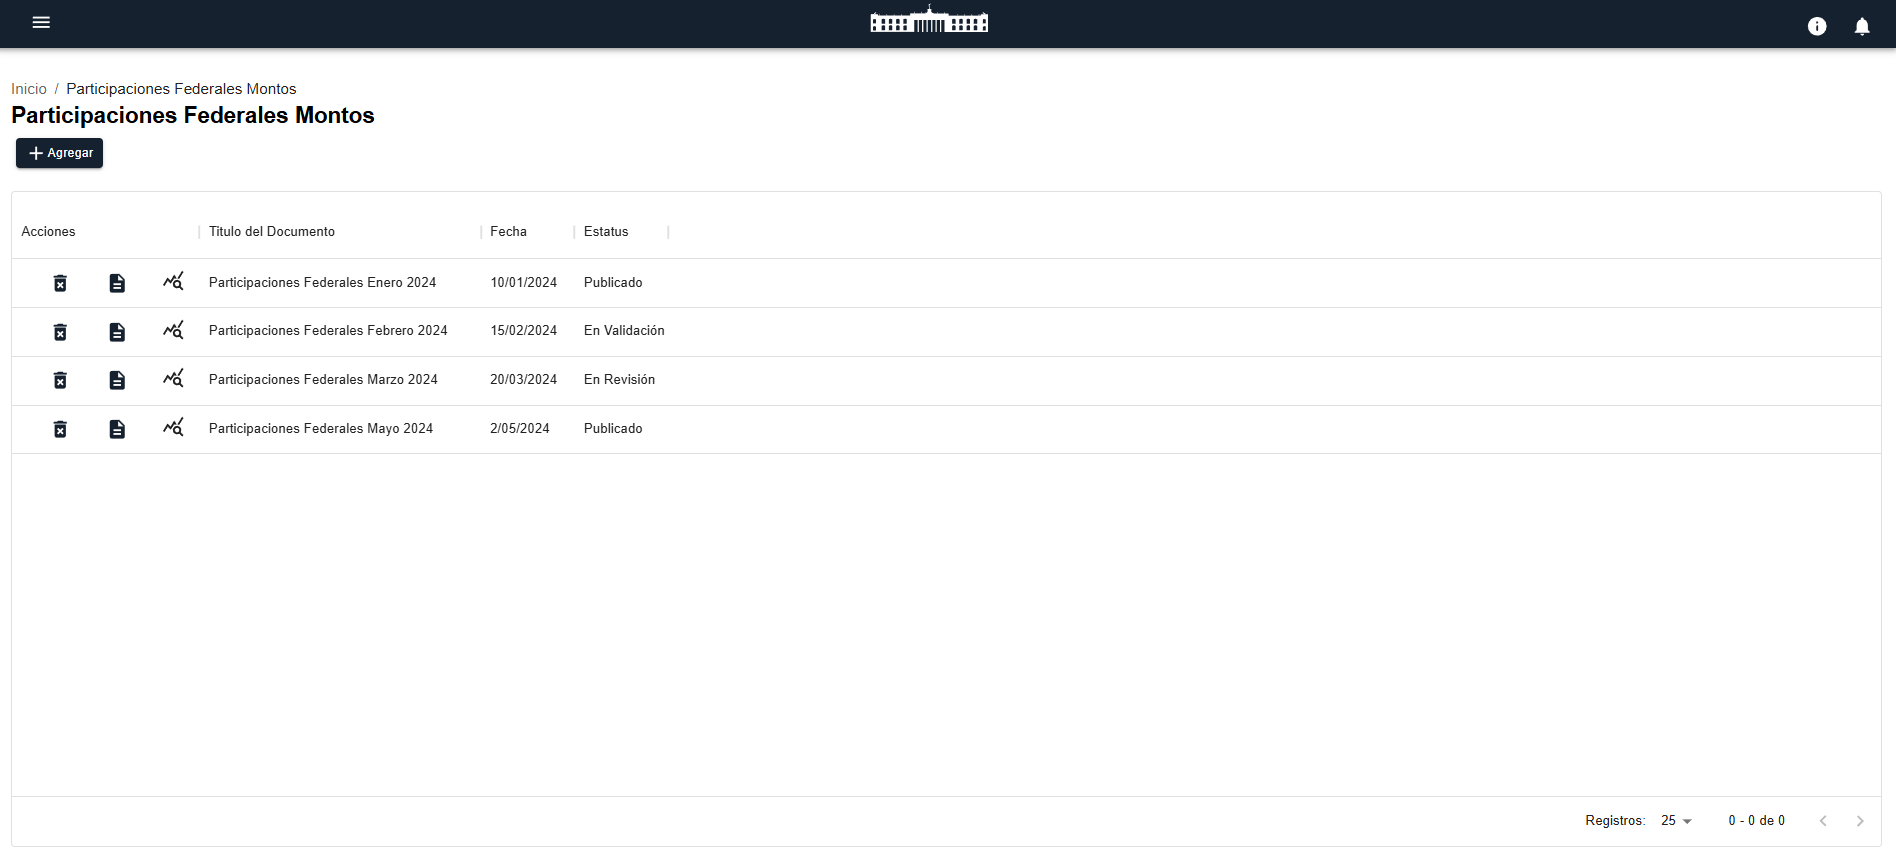 Inicio / Participaciones Federales Montos
Participaciones Federales Montos
Agregar
Acciones Titulo del Documento Fecha Estatus
Participaciones Federales Enero 2024 10/01/2024 Publicado
Participaciones Federales Febrero 2024 15/02/2024 En Validación
Participaciones Federales Marzo 2024 20/03/2024 En Revisión
Participaciones Federales Mayo 2024 2/05/2024 Publicado
Registros: 25 0 - 0 de 0